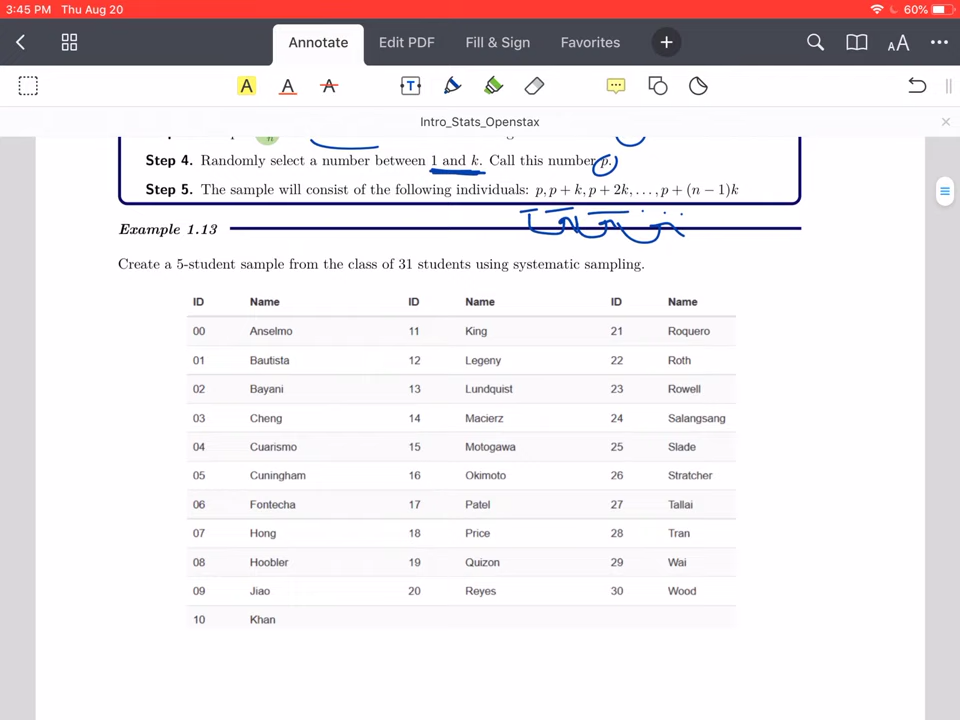 3:45 PM Thu Aug 20 60%
Annotate Edit PDF Fill & Sign Favorites + AA
A A A T
Intro_Stats_Openstax
n
Step 4. Randomly select a number between 1 and k. Call this number p.
Step 5. The sample will consist of the following individuals: p, p + k, p + 2k, . . . , p + (n − 1)k
Example 1.13
Create a 5-student sample from the class of 31 students using systematic sampling.
ID Name ID Name ID Name
00 Anselmo 11 King 21 Roquero
01 Bautista 12 Legeny 22 Roth
02 Bayani 13 Lundquist 23 Rowell
03 Cheng 14 Macierz 24 Salangsang
04 Cuarismo 15 Motogawa 25 Slade
05 Cuningham 16 Okimoto 26 Stratcher
06 Fontecha 17 Patel 27 Tallai
07 Hong 18 Price 28 Tran
08 Hoobler 19 Quizon 29 Wai
09 Jiao 20 Reyes 30 Wood
10 Khan